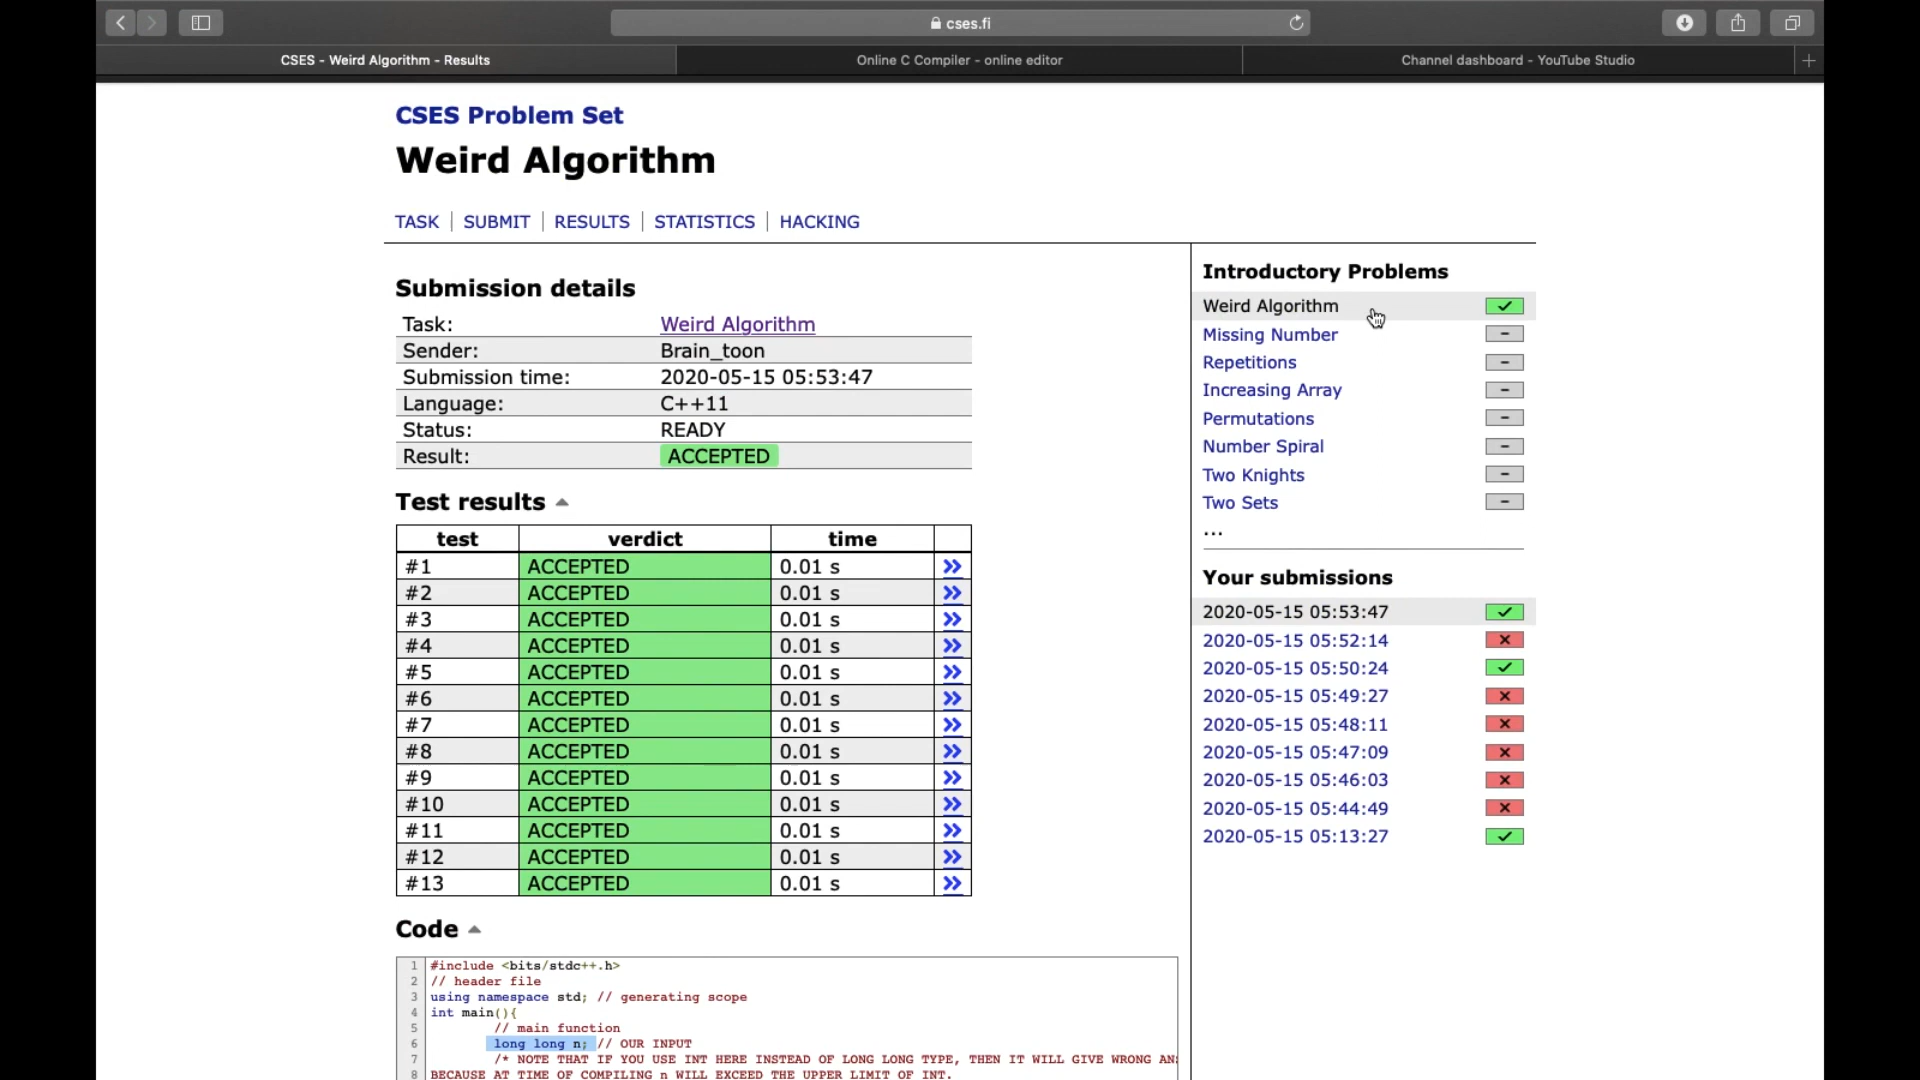 cses.fi
CSES - Weird Algorithm - Results
Online C Compiler - online editor
Channel dashboard - YouTube Studio
CSES Problem Set
Weird Algorithm
TASK | SUBMIT | RESULTS | STATISTICS | HACKING
Submission details
Task: Weird Algorithm
Sender: Brain_toon
Submission time: 2020-05-15 05:53:47
Language: C++11
Status: READY
Result: ACCEPTED
Test results
test verdict time
#1 ACCEPTED 0.01 s »
#2 ACCEPTED 0.01 s »
#3 ACCEPTED 0.01 s »
#4 ACCEPTED 0.01 s »
#5 ACCEPTED 0.01 s »
#6 ACCEPTED 0.01 s »
#7 ACCEPTED 0.01 s »
#8 ACCEPTED 0.01 s »
#9 ACCEPTED 0.01 s »
#10 ACCEPTED 0.01 s »
#11 ACCEPTED 0.01 s »
#12 ACCEPTED 0.01 s »
#13 ACCEPTED 0.01 s »
Code
1 #include <bits/stdc++.h>
2 // header file
3 using namespace std; // generating scope
4 int main(){
5 // main function
6 long long n; // OUR INPUT
7 /* NOTE THAT IF YOU USE INT HERE INSTEAD OF LONG LONG TYPE, THEN IT WILL GIVE WRONG AN
8 BECAUSE AT TIME OF COMPILING n WILL EXCEED THE UPPER LIMIT OF INT.
Introductory Problems
Weird Algorithm
Missing Number –
Repetitions –
Increasing Array –
Permutations –
Number Spiral –
Two Knights –
Two Sets –
...
Your submissions
2020-05-15 05:53:47
2020-05-15 05:52:14
2020-05-15 05:50:24
2020-05-15 05:49:27
2020-05-15 05:48:11
2020-05-15 05:47:09
2020-05-15 05:46:03
2020-05-15 05:44:49
2020-05-15 05:13:27